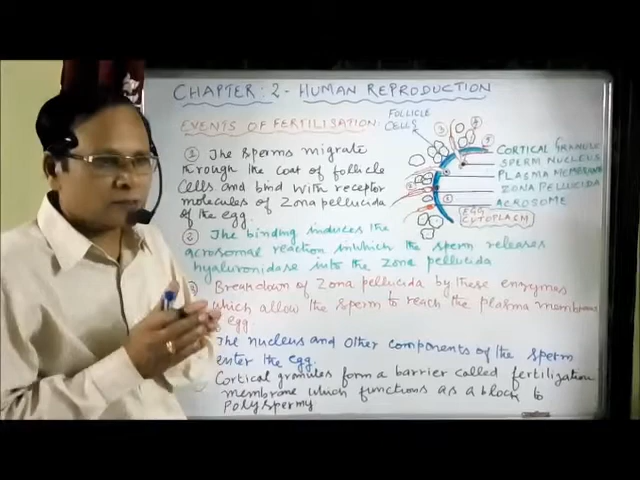 CHAPTER: 2 - HUMAN REPRODUCTION
EVENTS OF FERTILISATION:
① The sperms migrate
through the coat of follicle
cells and bind with receptor
molecules of Zona pellucida
of the egg.
② The binding induces the
acrosomal reaction in which the sperm releases
hyaluronidase into the Zona pellucida
Breakdown of Zona pellucida by these enzymes
which allow the sperm to reach the plasma membrane
egg.
The nucleus and other components of the sperm
enter the egg.
Cortical granules form a barrier called fertilization
membrane which functions as a block to
polyspermy
FOLLICLE
CELLS
CORTICAL GRANULE
SPERM NUCLEUS
PLASMA MEMBRANE
ZONA PELLUCIDA
ACROSOME
EGG
CYTOPLASM